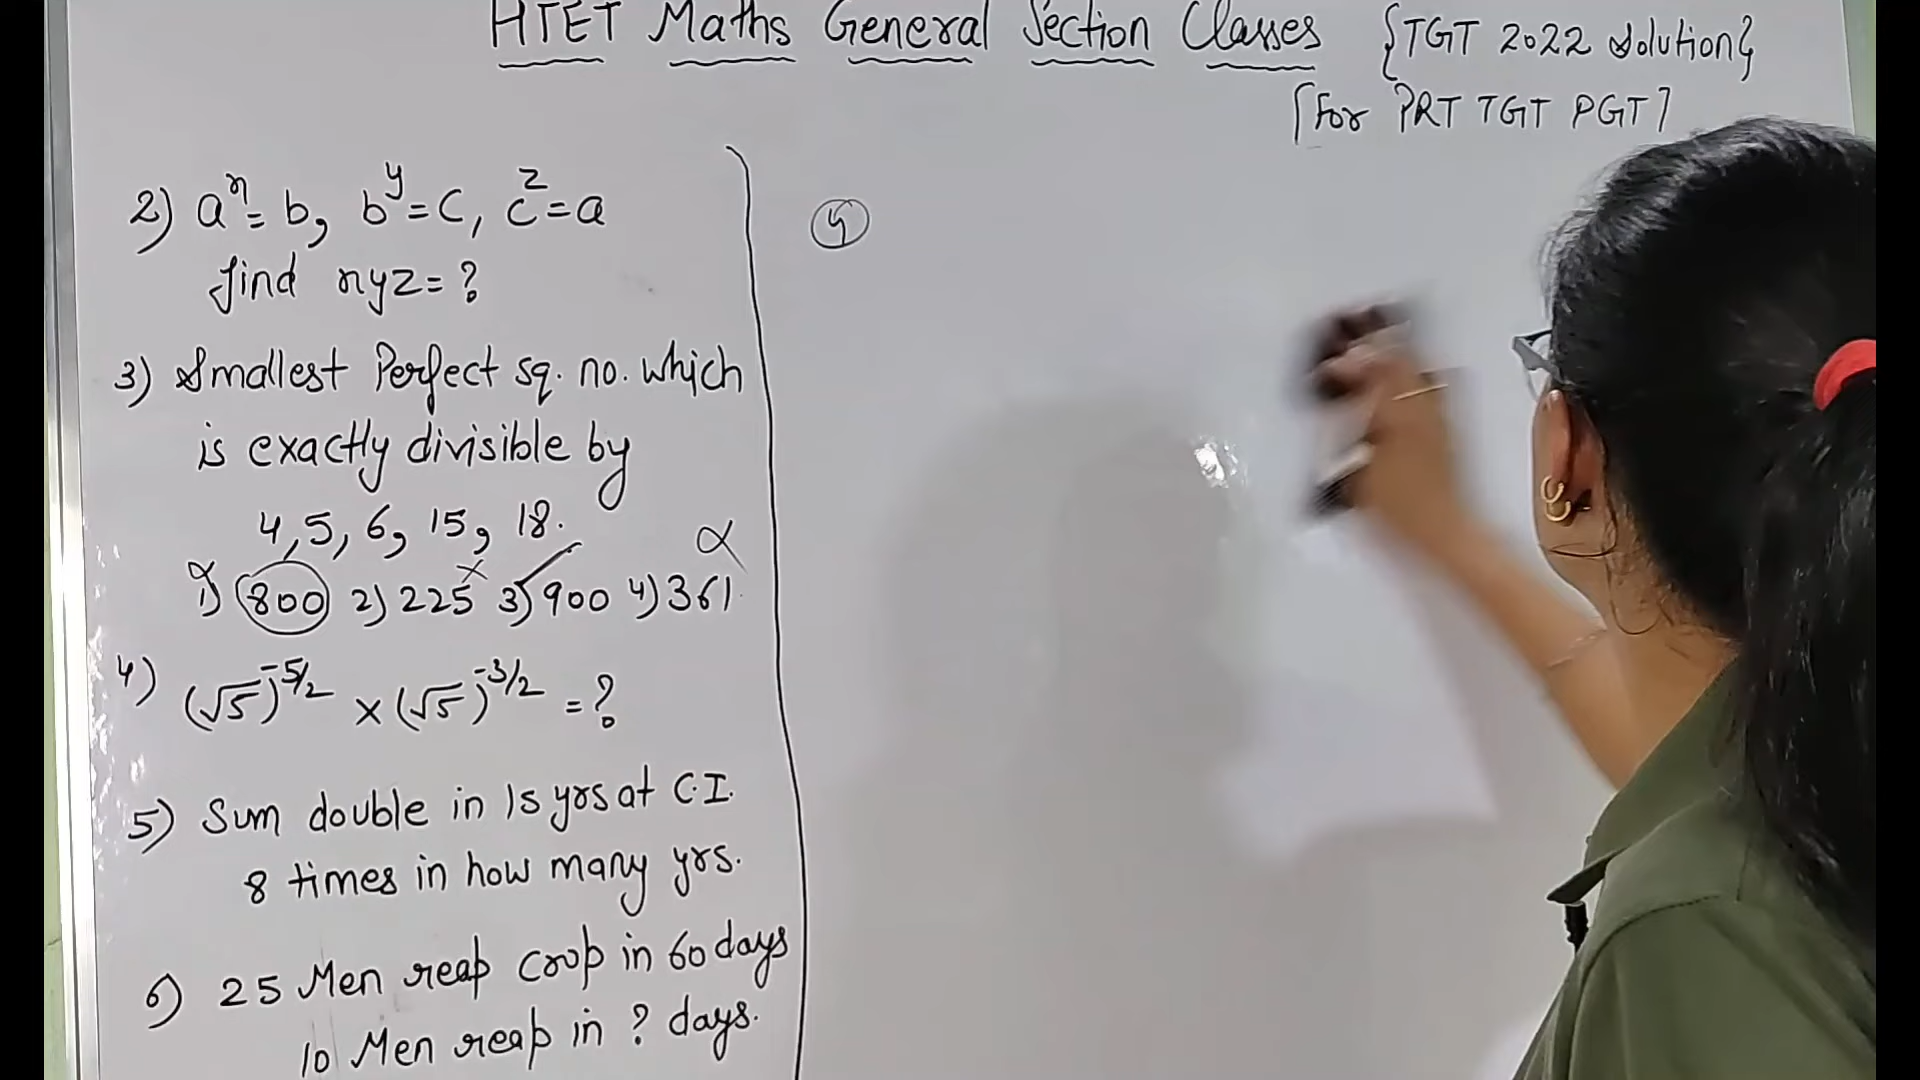 HTET Maths General Section Classes {TGT 2022 Solution}
[For PRT TGT PGT]
2) a^x = b, b^y = c, c^z = a
find xyz = ?
3) Smallest Perfect sq. no. which
is exactly divisible by
4, 5, 6, 15, 18.
1) 800 2) 225 3) 900 4) 361
4) (√5)^-5/2 × (√5)^-3/2 = ?
5) Sum double in 15 yrs at C.I.
8 times in how many yrs.
6) 25 Men reap crop in 60 days
10 Men reap in ? days.
4